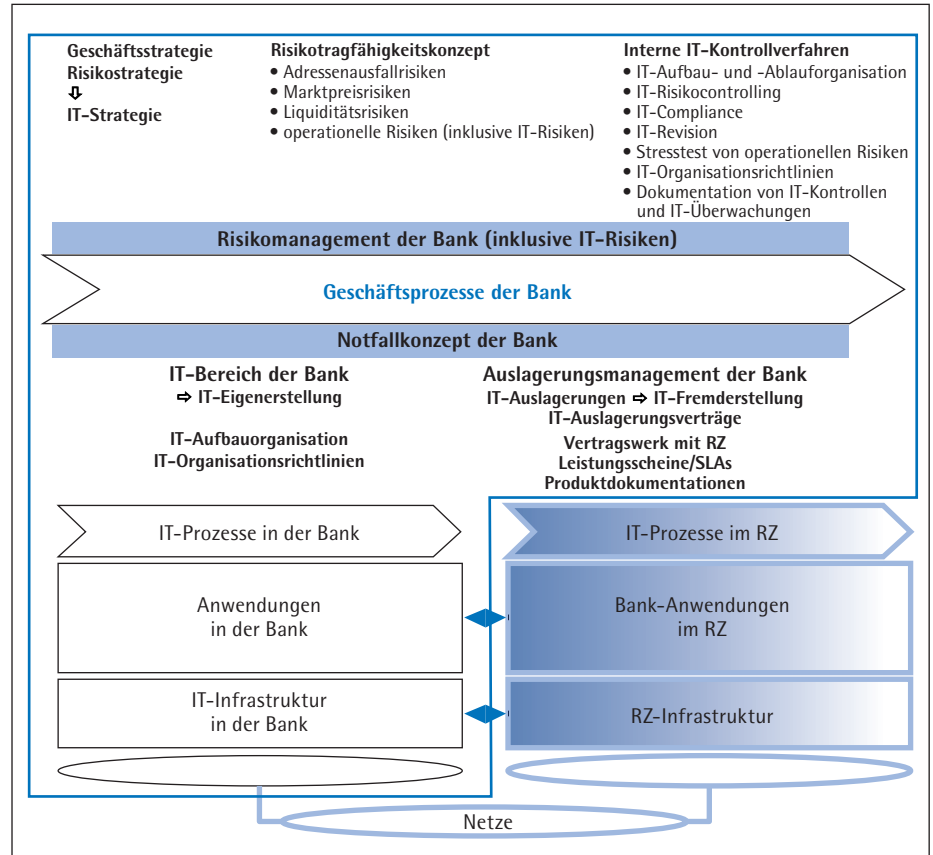 Geschäftsstrategie
Risikostrategie
⇩
IT-Strategie
Risikotragfähigkeitskonzept
• Adressenausfallrisiken
• Marktpreisrisiken
• Liquiditätsrisiken
• operationelle Risiken (inklusive IT-Risiken)
Interne IT-Kontrollverfahren
• IT-Aufbau- und -Ablauforganisation
• IT-Risikocontrolling
• IT-Compliance
• IT-Revision
• Stresstest von operationellen Risiken
• IT-Organisationsrichtlinien
• Dokumentation von IT-Kontrollen
und IT-Überwachungen
Risikomanagement der Bank (inklusive IT-Risiken)
Geschäftsprozesse der Bank
Notfallkonzept der Bank
IT-Bereich der Bank
⇨ IT-Eigenerstellung
IT-Aufbauorganisation
IT-Organisationsrichtlinien
Auslagerungsmanagement der Bank
IT-Auslagerungen ⇨ IT-Fremderstellung
IT-Auslagerungsverträge
Vertragswerk mit RZ
Leistungsscheine/SLAs
Produktdokumentationen
IT-Prozesse in der Bank
IT-Prozesse im RZ
Anwendungen
in der Bank
Bank-Anwendungen
im RZ
IT-Infrastruktur
in der Bank
RZ-Infrastruktur
Netze